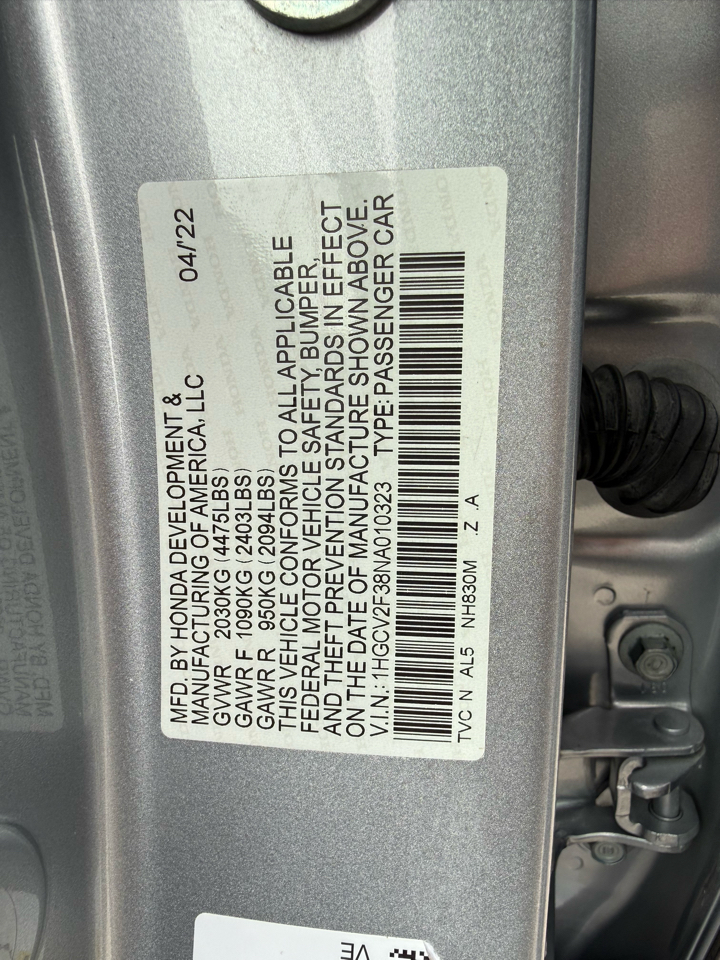 MFD. BY HONDA DEVELOPMENT &
MANUFACTURING OF AMERICA, LLC 04/'22
GVWR 2030KG (4475LBS)
GAWR F 1090KG (2403LBS)
GAWR R 950KG (2094LBS)
THIS VEHICLE CONFORMS TO ALL APPLICABLE
FEDERAL MOTOR VEHICLE SAFETY, BUMPER,
AND THEFT PREVENTION STANDARDS IN EFFECT
ON THE DATE OF MANUFACTURE SHOWN ABOVE.
V.I.N.: 1HGCV2F38NA010323 TYPE: PASSENGER CAR
TVC N AL5 NH830M .Z .A
VE